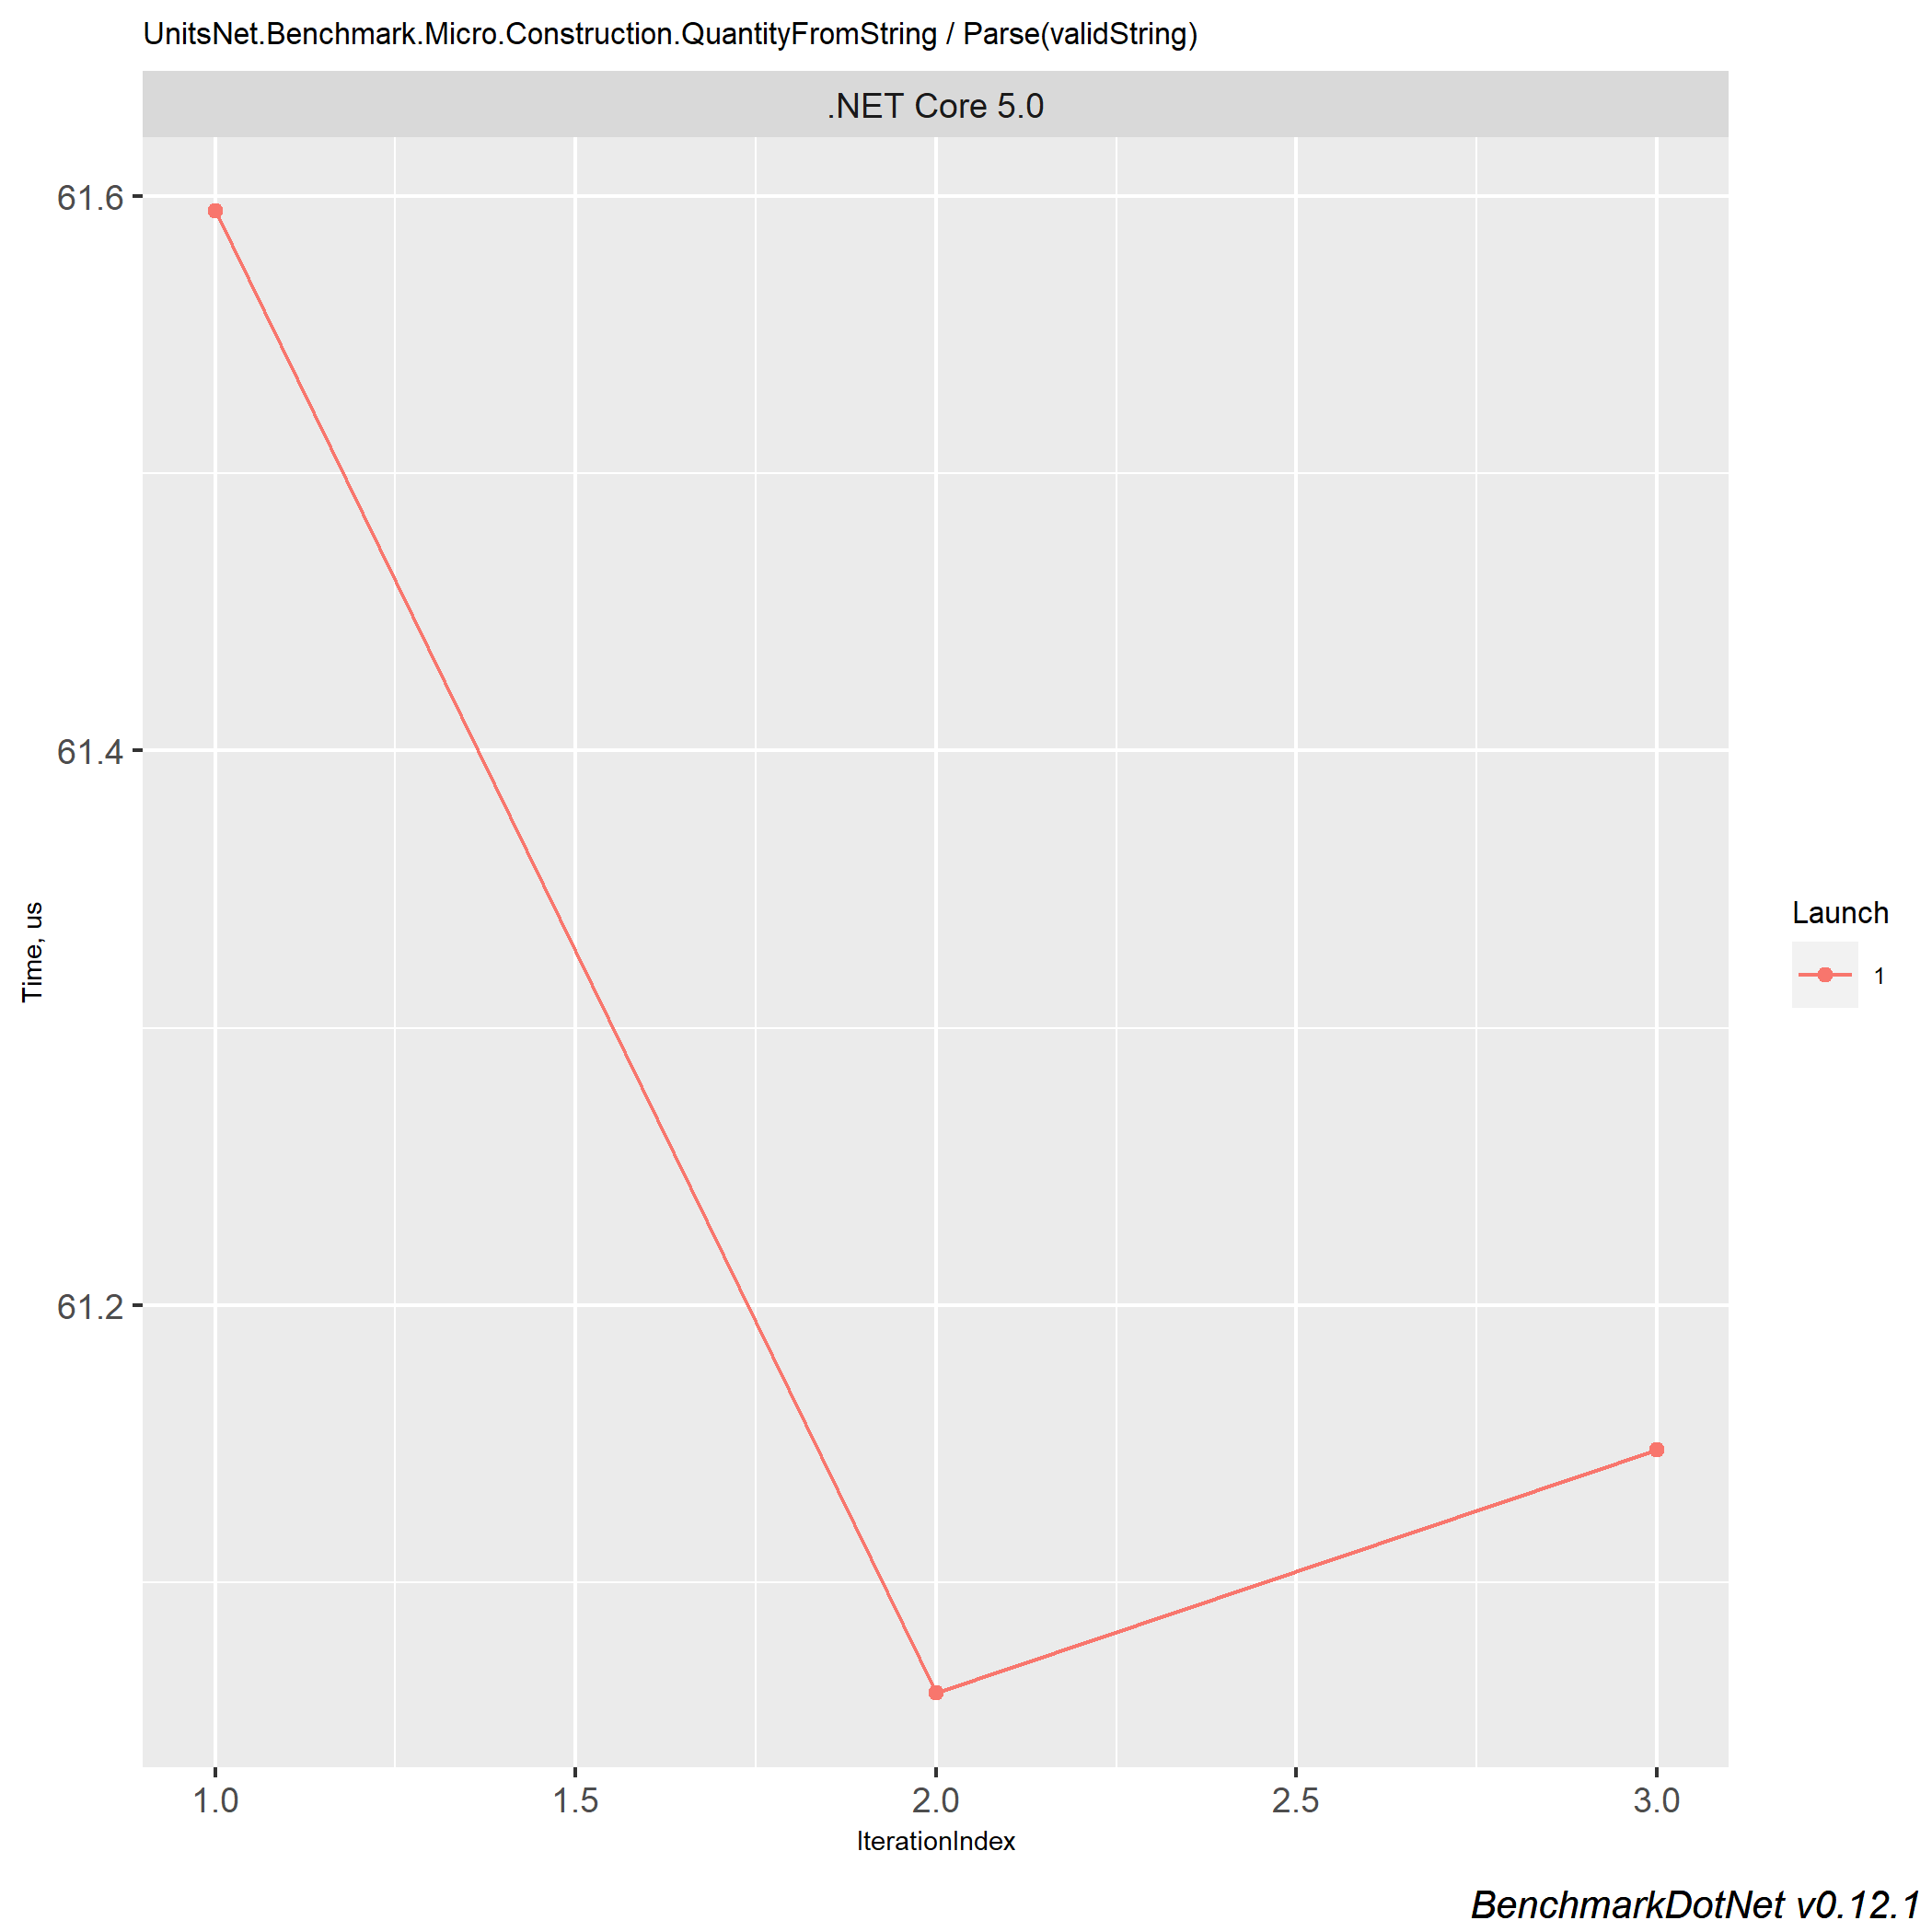 UnitsNet.Benchmark.Micro.Construction.QuantityFromString / Parse(validString)
.NET Core 5.0
61.6
61.4
61.2
Time, us
1.0 1.5 2.0 2.5 3.0
IterationIndex
Launch
1
BenchmarkDotNet v0.12.1